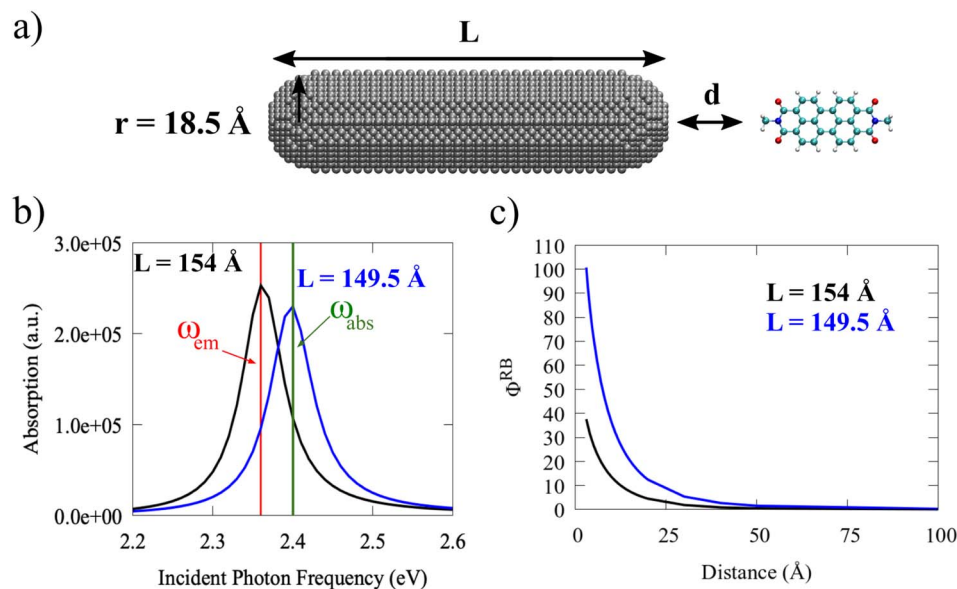 a)
L
d
r = 18.5 Å
b)
3.0e+05
2.0e+05
1.0e+05
0.0e+00
Absorption (a.u.)
L = 154 Å
L = 149.5 Å
ωem
ωabs
2.2 2.3 2.4 2.5 2.6
Incident Photon Frequency (eV)
c)
110
100
90
80
70
60
50
40
30
20
10
0
ΦRB
L = 154 Å
L = 149.5 Å
0 25 50 75 100
Distance (Å)